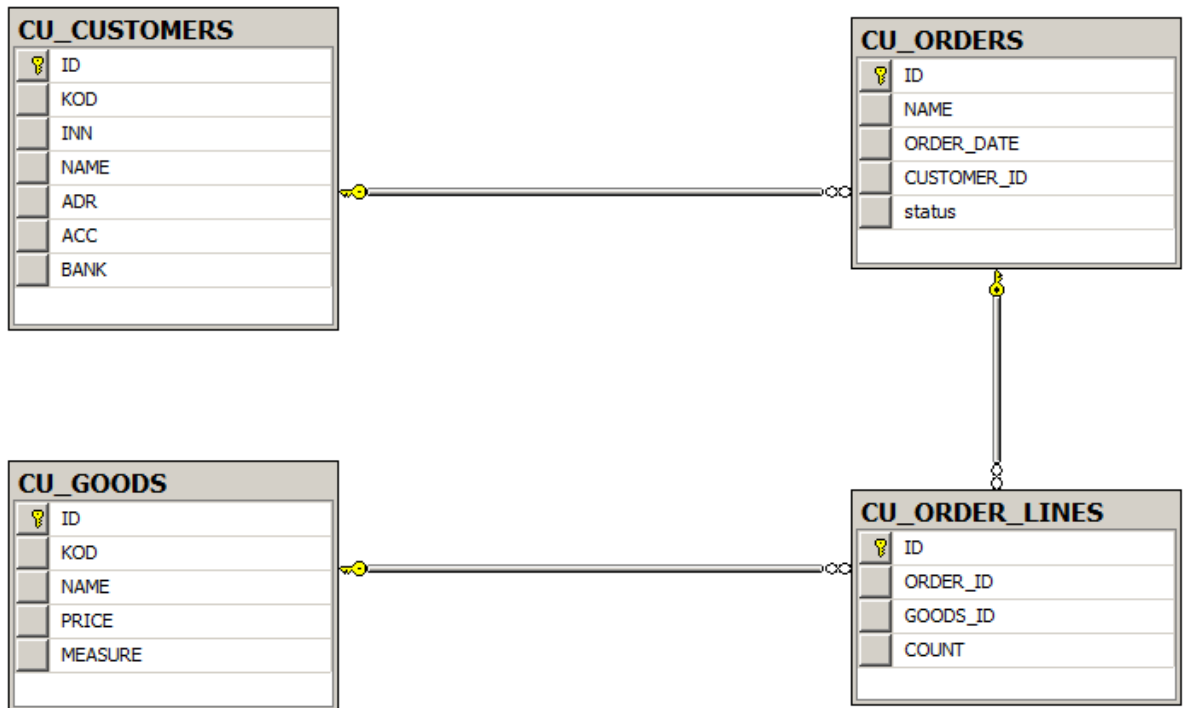 CU_CUSTOMERS
ID
KOD
INN
NAME
ADR
ACC
BANK
CU_ORDERS
ID
NAME
ORDER_DATE
CUSTOMER_ID
status
CU_GOODS
ID
KOD
NAME
PRICE
MEASURE
CU_ORDER_LINES
ID
ORDER_ID
GOODS_ID
COUNT